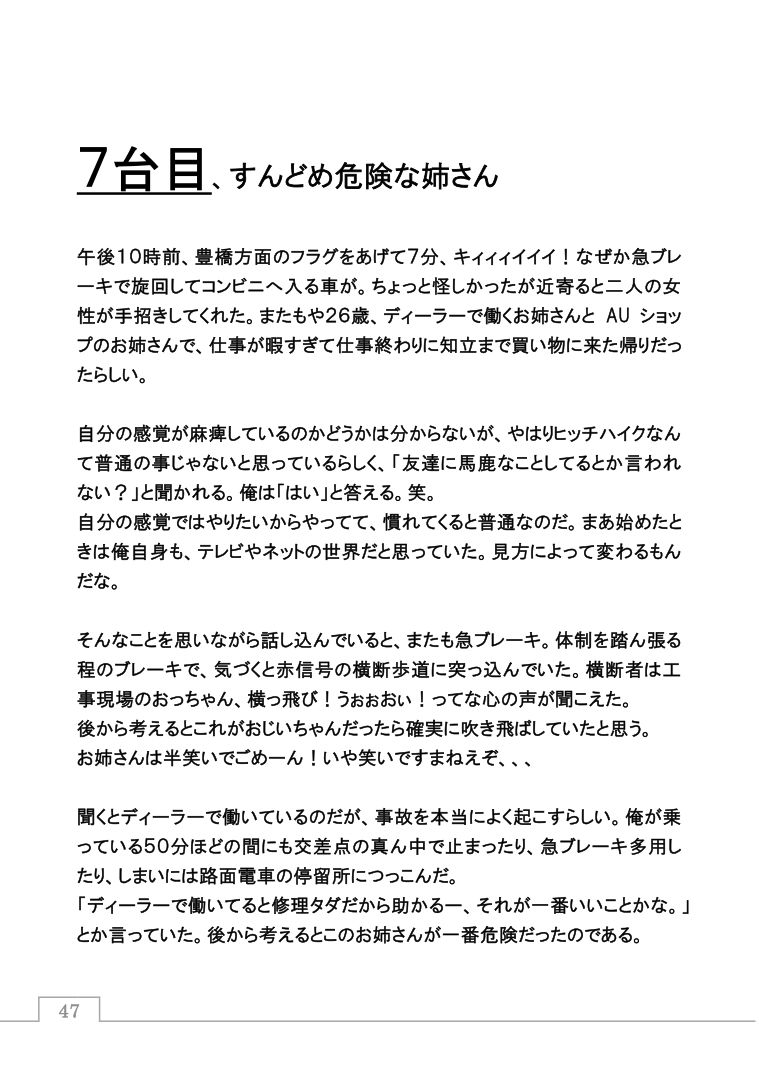 7台目、すんどめ危険な姉さん
午後10時前、豊橋方面のフラグをあげて7分、キィィィイイイ！なぜか急ブレ
ーキで旋回してコンビニへ入る車が。ちょっと怪しかったが近寄ると二人の女
性が手招きしてくれた。またもや26歳、ディーラーで働くお姉さんと AU ショッ
プのお姉さんで、仕事が暇すぎて仕事終わりに知立まで買い物に来た帰りだっ
たらしい。
自分の感覚が麻痺しているのかどうかは分からないが、やはりヒッチハイクなん
て普通の事じゃないと思っているらしく、「友達に馬鹿なことしてるとか言われ
ない？」と聞かれる。俺は「はい」と答える。笑。
自分の感覚ではやりたいからやってて、慣れてくると普通なのだ。まあ始めたと
きは俺自身も、テレビやネットの世界だと思っていた。見方によって変わるもん
だな。
そんなことを思いながら話し込んでいると、またも急ブレーキ。体制を踏ん張る
程のブレーキで、気づくと赤信号の横断歩道に突っ込んでいた。横断者は工
事現場のおっちゃん、横っ飛び！うぉぉおぃ！ってな心の声が聞こえた。
後から考えるとこれがおじいちゃんだったら確実に吹き飛ばしていたと思う。
お姉さんは半笑いでごめーん！いや笑いですまねえぞ、、、
聞くとディーラーで働いているのだが、事故を本当によく起こすらしい。俺が乗
っている50分ほどの間にも交差点の真ん中で止まったり、急ブレーキ多用し
たり、しまいには路面電車の停留所につっこんだ。
「ディーラーで働いてると修理タダだから助かるー、それが一番いいことかな。」
とか言っていた。後から考えるとこのお姉さんが一番危険だったのである。
47